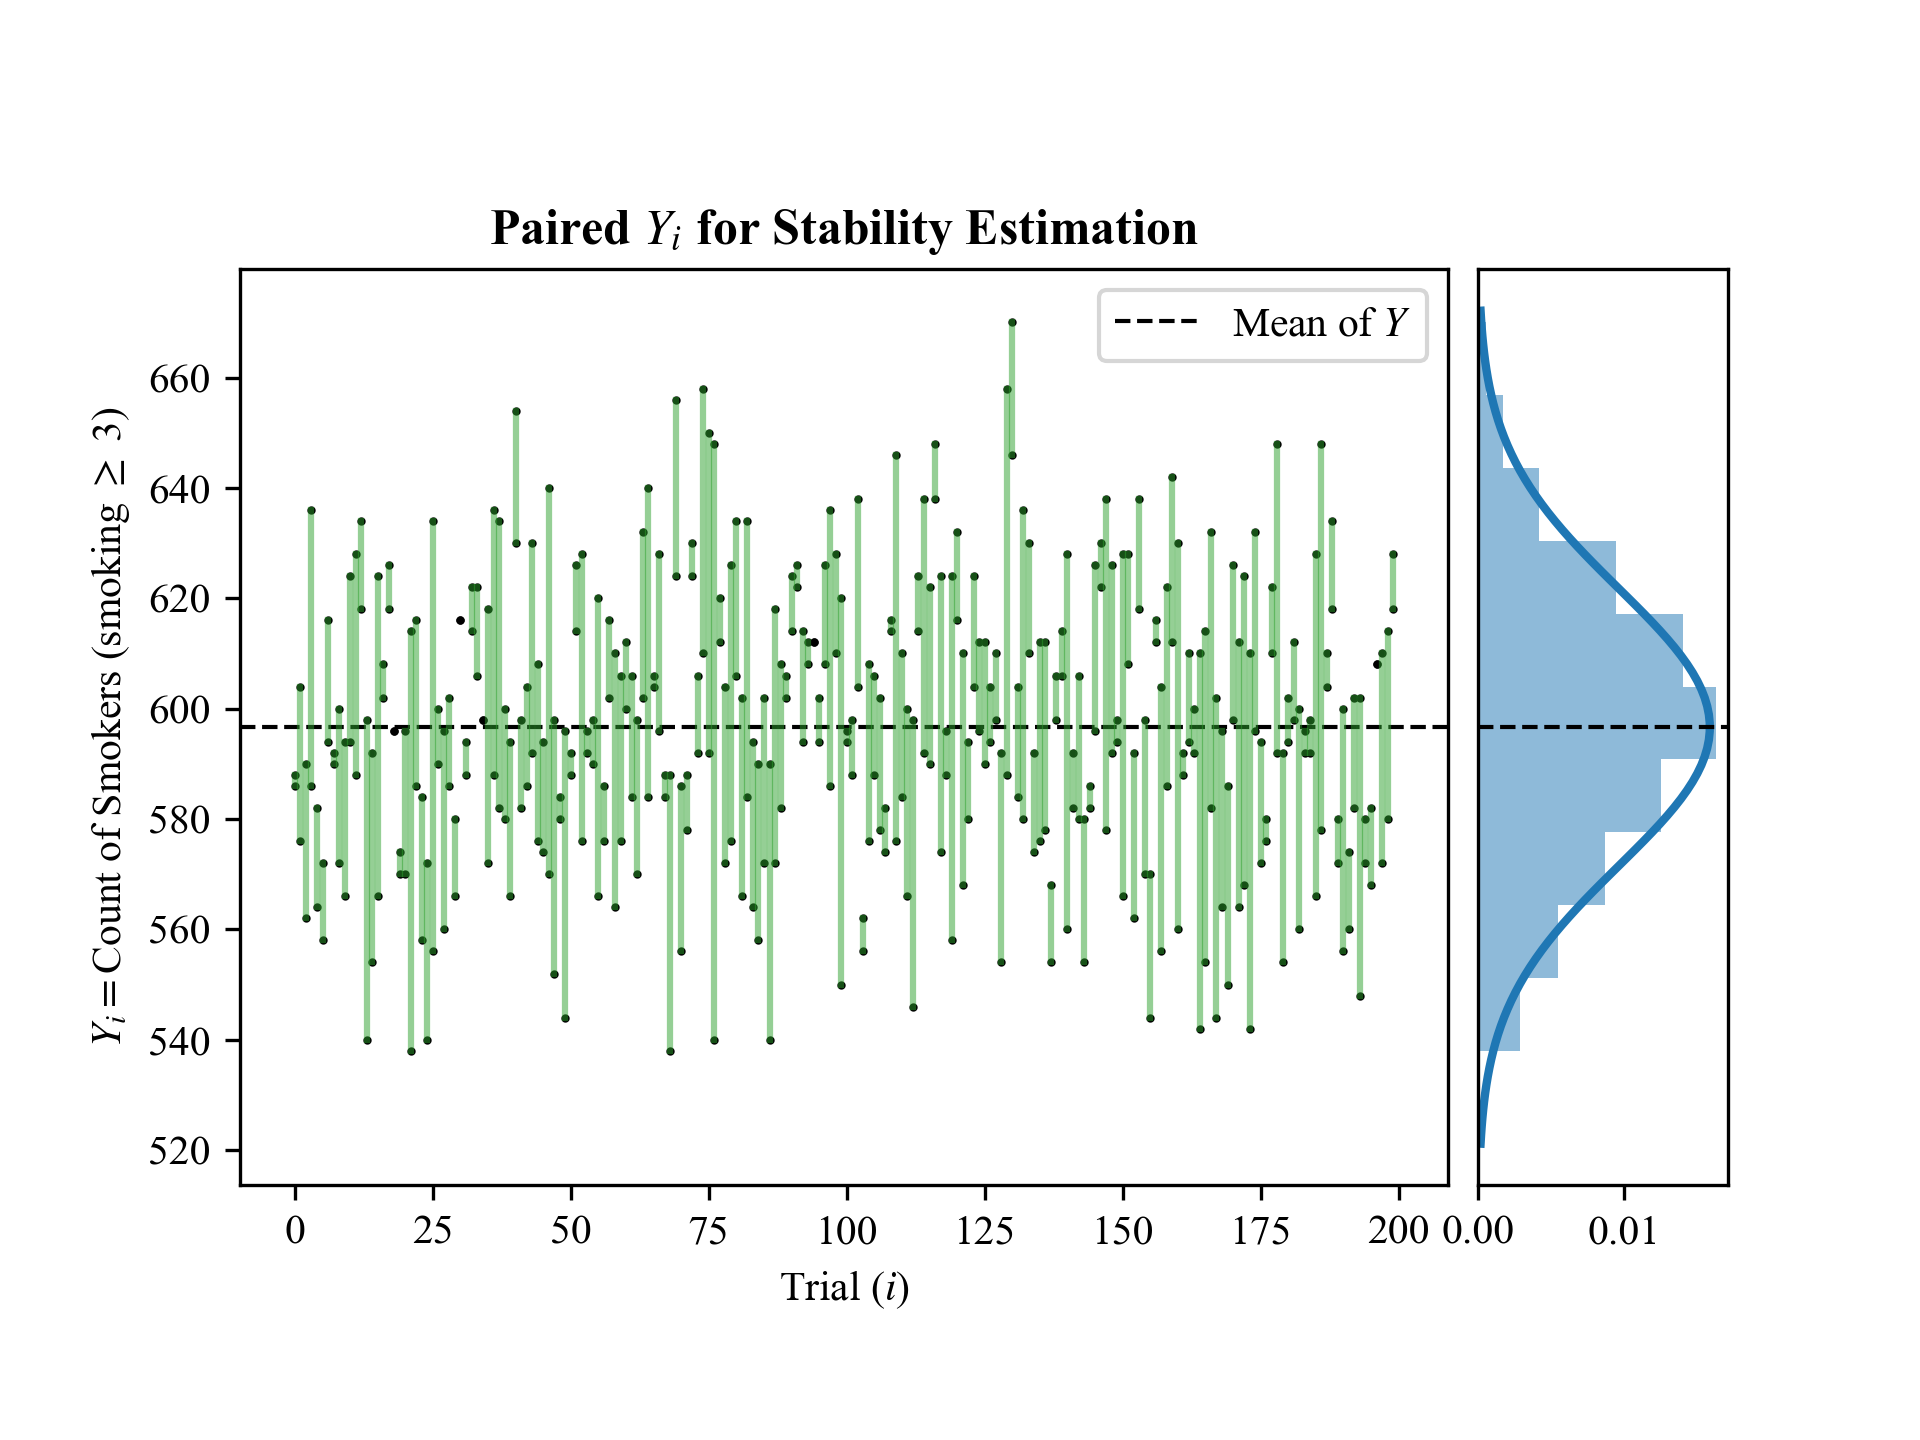 Paired Yᵢ for Stability Estimation
Mean of Y
Yᵢ = Count of Smokers (smoking ≥ 3)
660
640
620
600
580
560
540
520
0 25 50 75 100 125 150 175 200
0.00 0.01
Trial (i)